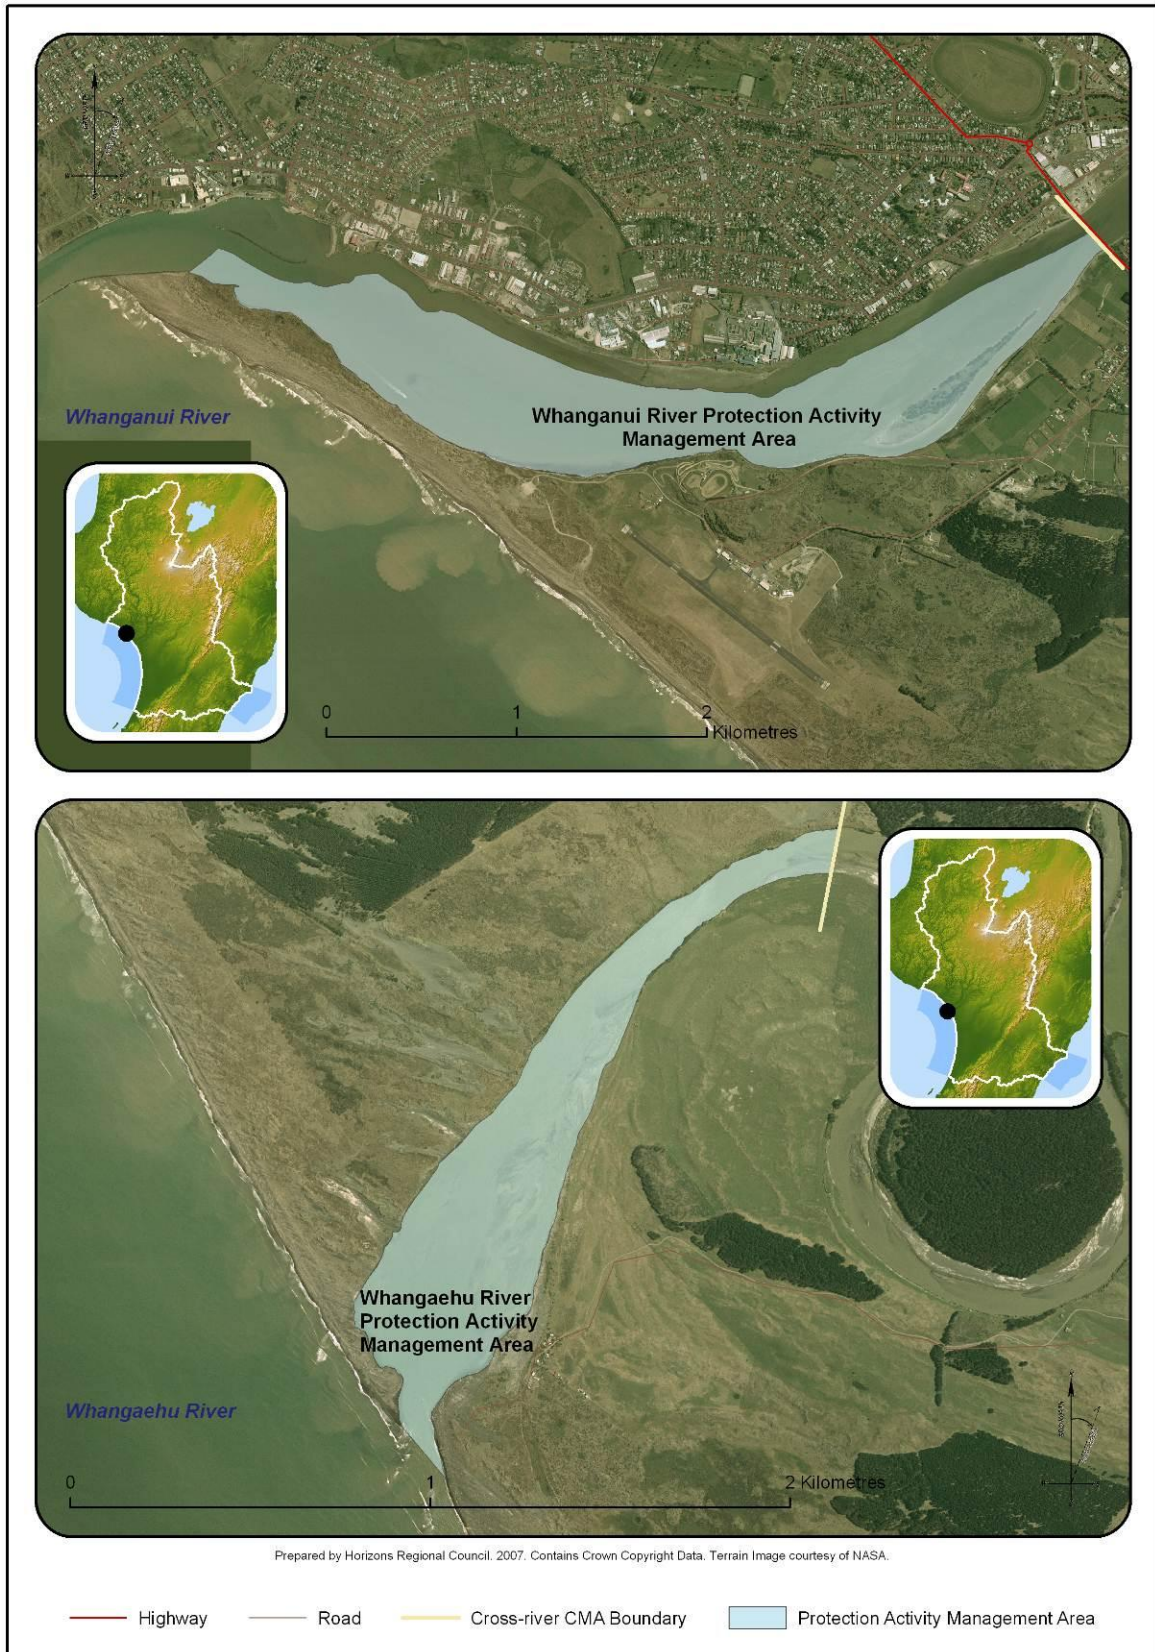 Whanganui River Protection Activity
Management Area
Whanganui River
0 1 2
Kilometres
Whangaehu River
Protection Activity
Management Area
Whangaehu River
0 1 2 Kilometres
Prepared by Horizons Regional Council. 2007. Contains Crown Copyright Data. Terrain Image courtesy of NASA.
Highway Road Cross-river CMA Boundary Protection Activity Management Area